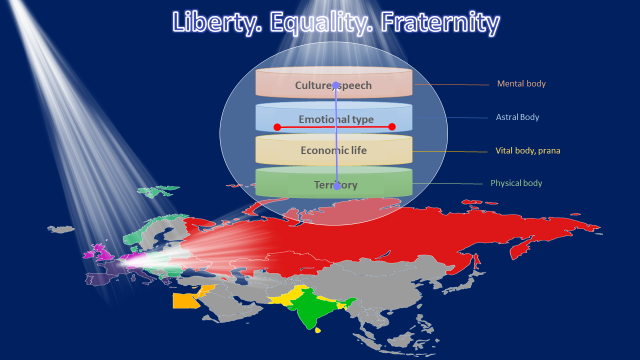 Liberty. Equality. Fraternity
Culture, speech
Mental body
Emotional type
Astral Body
Economic life
Vital body, prana
Territory
Physical body